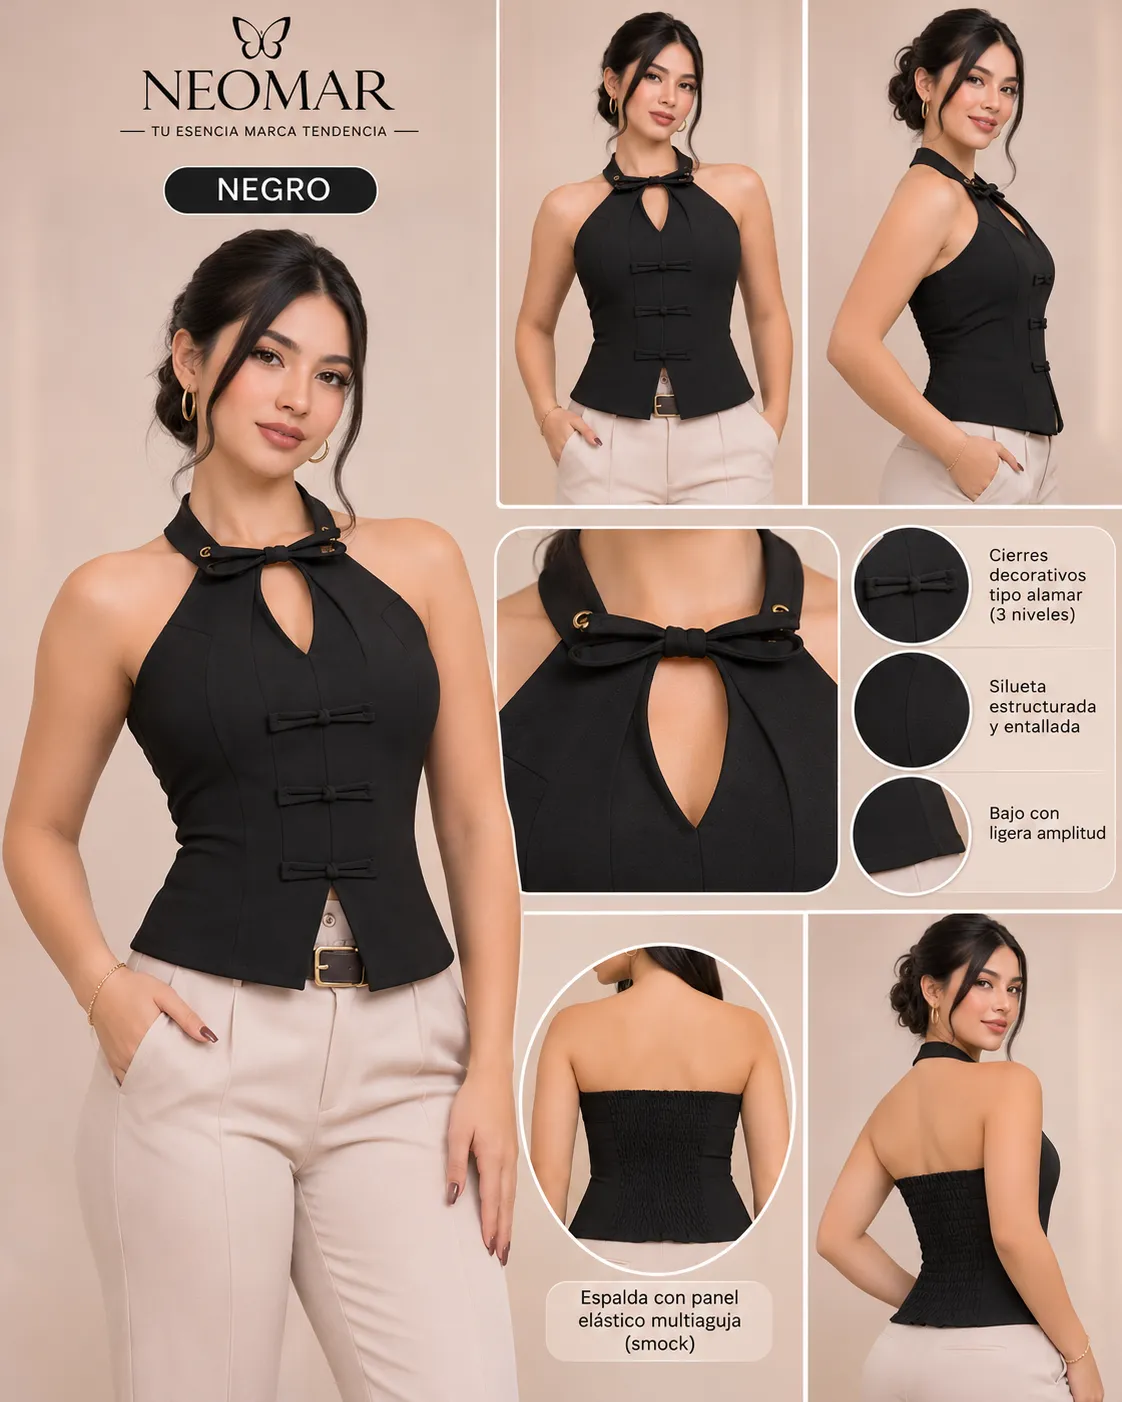 NEOMAR
TU ESENCIA MARCA TENDENCIA
NEGRO
Cierres
decorativos
tipo alamar
(3 niveles)
Silueta
estructurada
y entallada
Bajo con
ligera amplitud
Espalda con panel
elástico multiaguja
(smock)